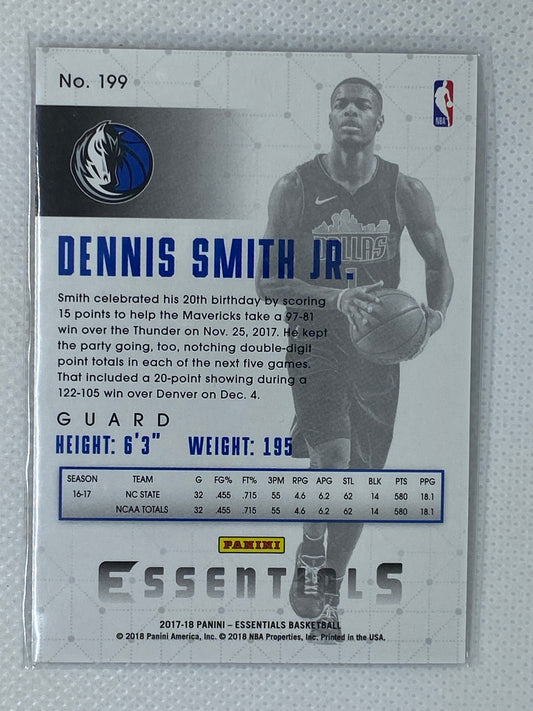 No. 199
NBA
DALLAS
DENNIS SMITH JR.
Smith celebrated his 20th birthday by scoring
15 points to help the Mavericks take a 97-81
win over the Thunder on Nov. 25, 2017. He kept
the party going, too, notching double-digit
point totals in each of the next five games.
That included a 20-point showing during a
122-105 win over Denver on Dec. 4.
GUARD
HEIGHT: 6'3" WEIGHT: 195
SEASON TEAM G FG% FT% 3PM RPG APG STL BLK PTS PPG
16-17 NC STATE 32 .455 .715 55 4.6 6.2 62 14 580 18.1
NCAA TOTALS 32 .455 .715 55 4.6 6.2 62 14 580 18.1
PANINI
ESSENTIALS
2017-18 PANINI – ESSENTIALS BASKETBALL
© 2018 Panini America, Inc. © 2018 NBA Properties, Inc. Printed in the USA.